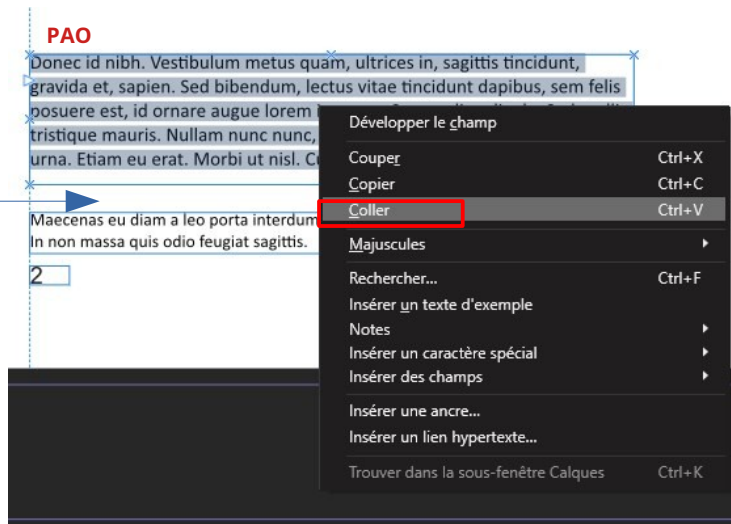 PAO
Donec id nibh. Vestibulum metus quam, ultrices in, sagittis tincidunt,
gravida et, sapien. Sed bibendum, lectus vitae tincidunt dapibus, sem felis
posuere est, id ornare augue lorem
tristique mauris. Nullam nunc nunc,
urna. Etiam eu erat. Morbi ut nisl.
Maecenas eu diam a leo porta interdum
In non massa quis odio feugiat sagittis.
2
Développer le champ
Couper Ctrl+X
Copier Ctrl+C
Coller Ctrl+V
Majuscules
Rechercher... Ctrl+F
Insérer un texte d'exemple
Notes
Insérer un caractère spécial
Insérer des champs
Insérer une ancre...
Insérer un lien hypertexte...
Trouver dans la sous-fenêtre Calques Ctrl+K